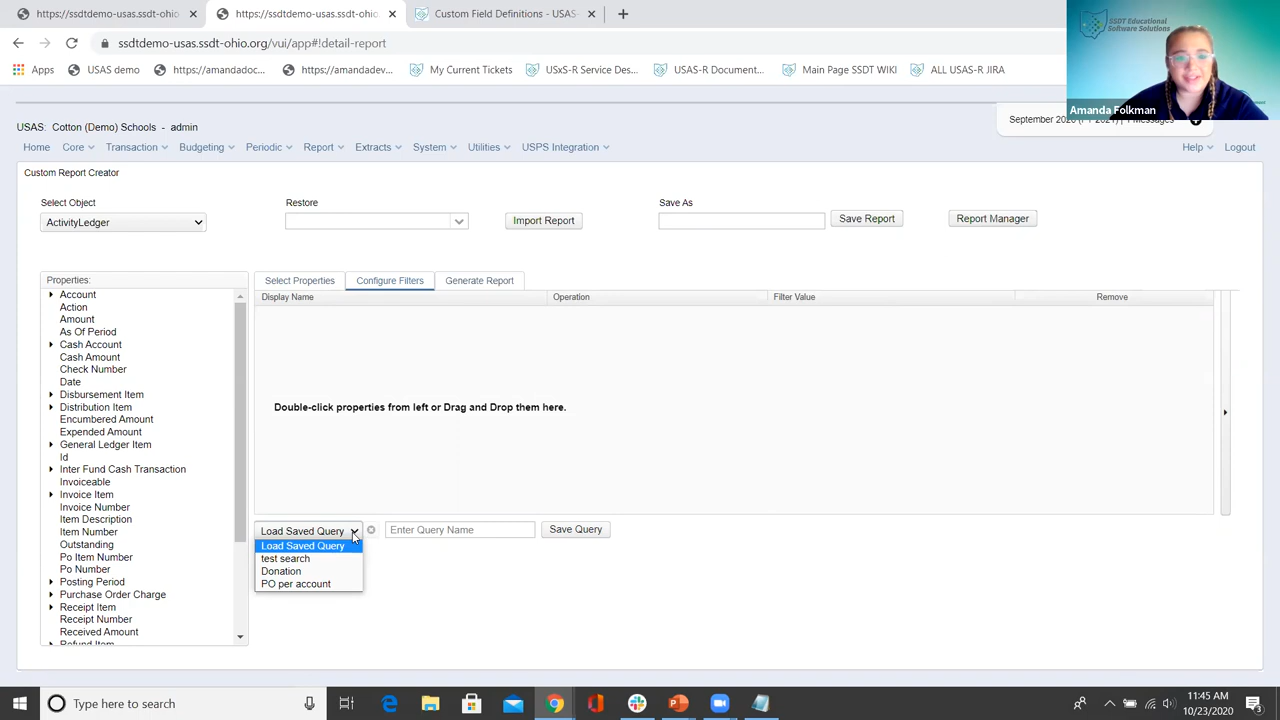 https://ssdtdemo-usas.ssdt-ohio.
https://ssdtdemo-usas.ssdt-ohio.
Custom Field Definitions - USAS-
ssdtdemo-usas.ssdt-ohio.org/vui/app#!detail-report
Apps
USAS demo
https://amandadoc...
https://amandadev...
My Current Tickets
USxS-R Service Des...
USAS-R Document...
Main Page SSDT WIKI
ALL USAS-R JIRA
SSDT Educational
Software Solutions
Amanda Folkman
USAS: Cotton (Demo) Schools - admin
Home Core Transaction Budgeting Periodic Report Extracts System Utilities USPS Integration Help Logout
Custom Report Creator
Select Object
ActivityLedger
Restore
Import Report
Save As
Save Report
Report Manager
Properties:
Account
Action
Amount
As Of Period
Cash Account
Cash Amount
Check Number
Date
Disbursement Item
Distribution Item
Encumbered Amount
Expended Amount
General Ledger Item
Id
Inter Fund Cash Transaction
Invoiceable
Invoice Item
Invoice Number
Item Description
Item Number
Outstanding
Po Item Number
Po Number
Posting Period
Purchase Order Charge
Receipt Item
Receipt Number
Received Amount
Refund Item
Select Properties
Configure Filters
Generate Report
Display Name Operation Filter Value Remove
Double-click properties from left or Drag and Drop them here.
Load Saved Query
Enter Query Name
Save Query
Load Saved Query
test search
Donation
PO per account
Type here to search
11:45 AM
10/23/2020